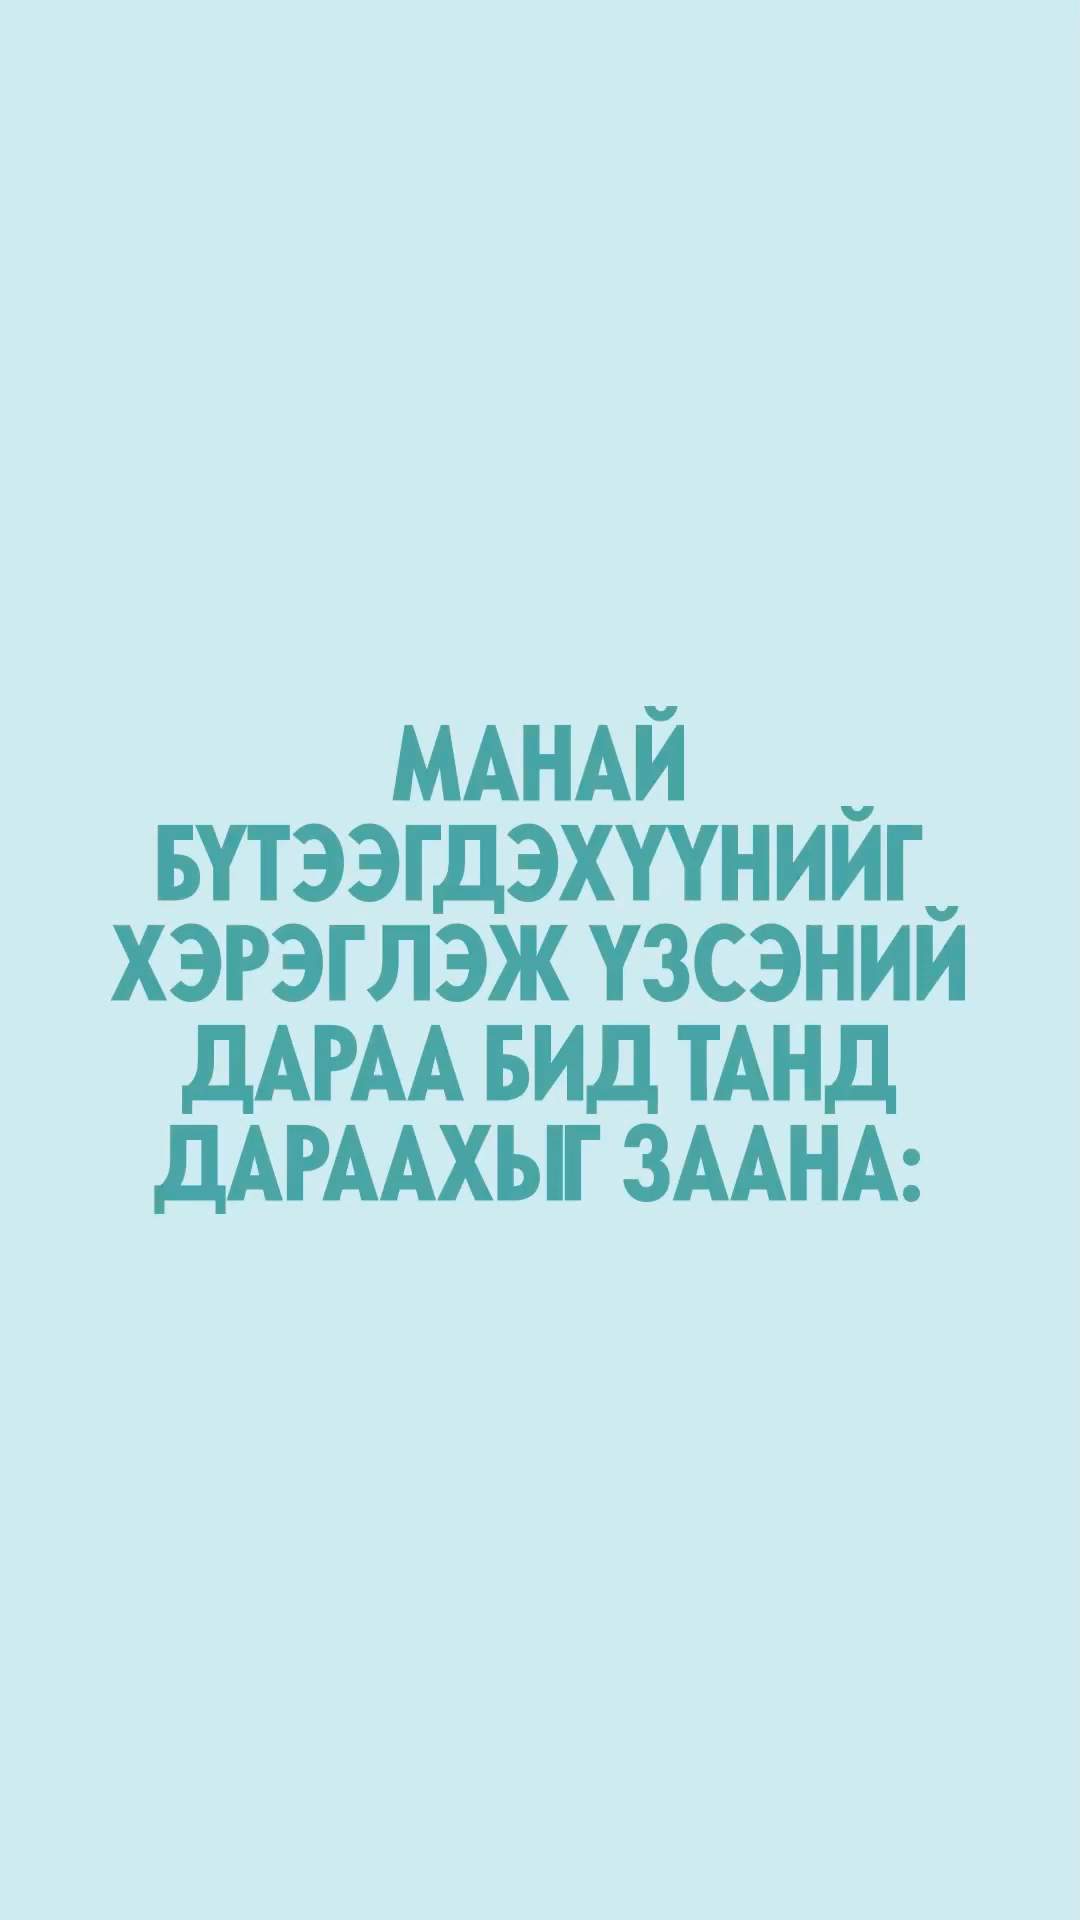 МАНАЙ
БҮТЭЭГДЭХҮҮНИЙГ
ХЭРЭГЛЭЖ ҮЗСЭНИЙ
ДАРАА БИД ТАНД
ДАРААХЫГ ЗААНА: